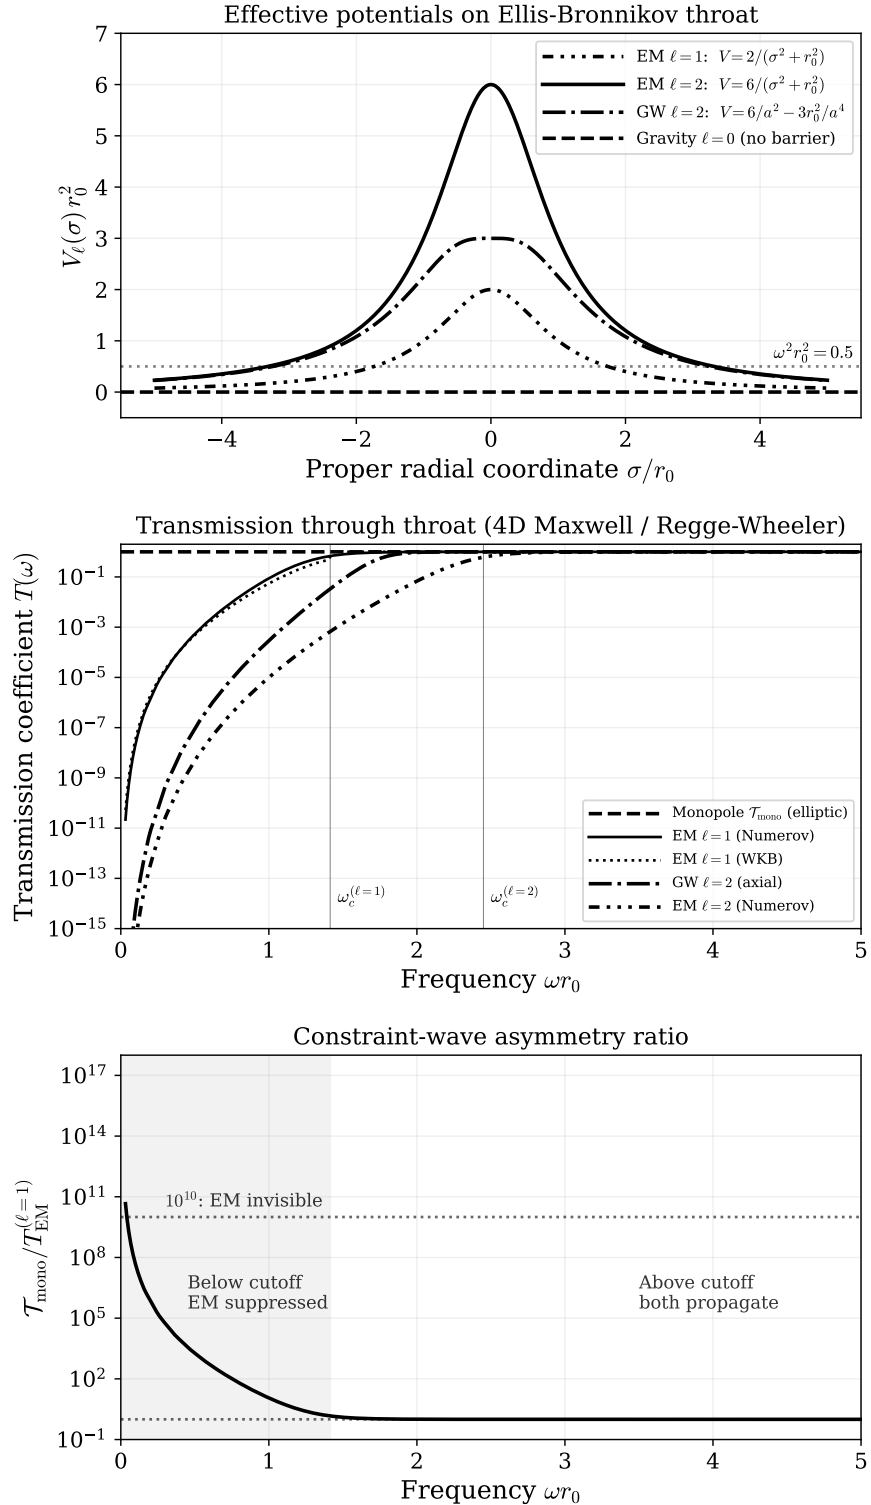 Effective potentials on Ellis-Bronnikov throat
7
6
5
4
3
2
1
0
V_ℓ(σ) r_0^2
EM ℓ = 1: V = 2/(σ^2 + r_0^2)
EM ℓ = 2: V = 6/(σ^2 + r_0^2)
GW ℓ = 2: V = 6/a^2 − 3r_0^2/a^4
Gravity ℓ = 0 (no barrier)
ω^2 r_0^2 = 0.5
−4 −2 0 2 4
Proper radial coordinate σ/r_0
Transmission through throat (4D Maxwell / Regge-Wheeler)
10^−1
10^−3
10^−5
10^−7
10^−9
10^−11
10^−13
10^−15
Transmission coefficient T(ω)
Monopole 𝒯_mono (elliptic)
EM ℓ = 1 (Numerov)
EM ℓ = 1 (WKB)
GW ℓ = 2 (axial)
EM ℓ = 2 (Numerov)
ω_c^(ℓ=1)
ω_c^(ℓ=2)
0 1 2 3 4 5
Frequency ωr_0
Constraint-wave asymmetry ratio
10^17
10^14
10^11
10^8
10^5
10^2
10^−1
𝒯_mono/T_EM^(ℓ=1)
10^10: EM invisible
Below cutoff
EM suppressed
Above cutoff
both propagate
0 1 2 3 4 5
Frequency ωr_0